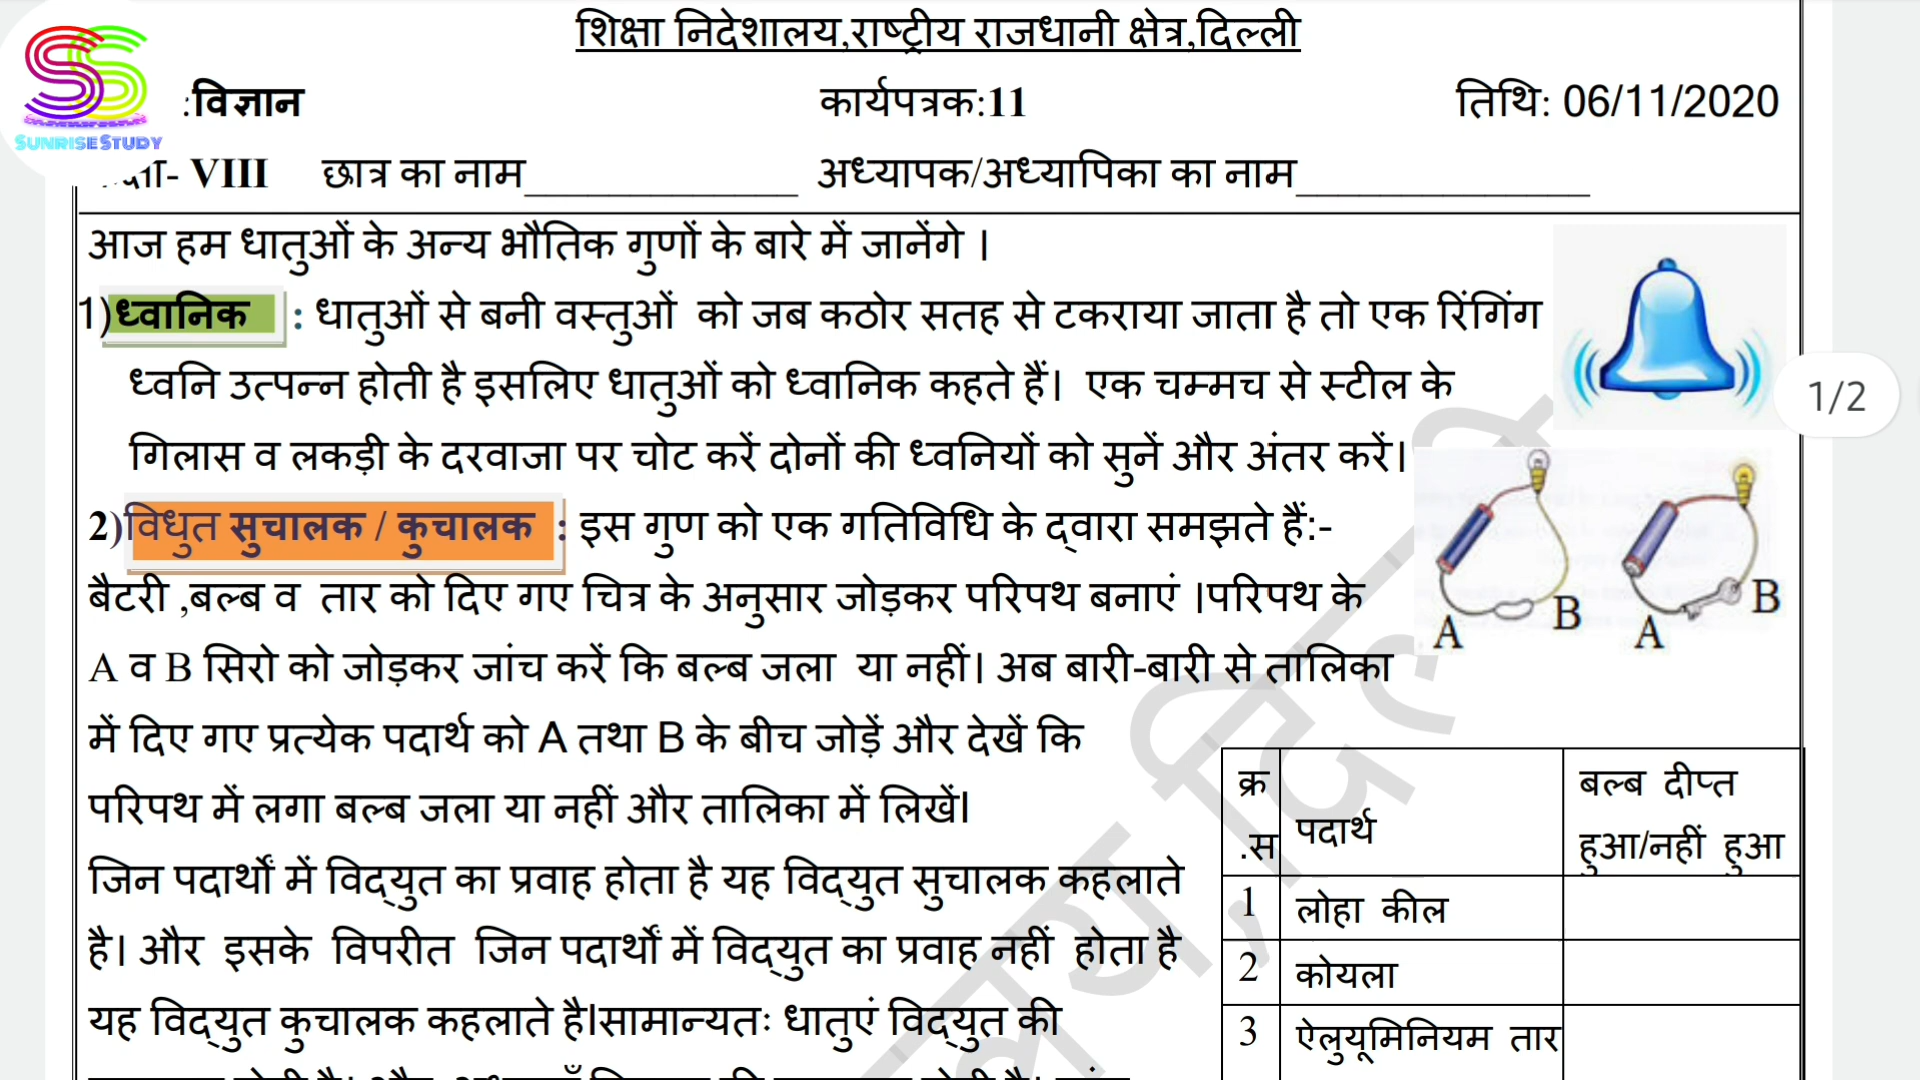 शिक्षा निदेशालय,राष्ट्रीय राजधानी क्षेत्र,दिल्ली
SUNRISESTUDY
:विज्ञान कार्यपत्रक:11 तिथि: 06/11/2020
VIII छात्र का नाम______________ अध्यापक/अध्यापिका का नाम______________
आज हम धातुओं के अन्य भौतिक गुणों के बारे में जानेंगे ।
1)ध्वानिक : धातुओं से बनी वस्तुओं को जब कठोर सतह से टकराया जाता है तो एक रिंगिंग
ध्वनि उत्पन्न होती है इसलिए धातुओं को ध्वानिक कहते हैं। एक चम्मच से स्टील के
1/2
गिलास व लकड़ी के दरवाजा पर चोट करें दोनों की ध्वनियों को सुनें और अंतर करें।
2)विधुत सुचालक / कुचालक : इस गुण को एक गतिविधि के द्वारा समझते हैं:-
बैटरी ,बल्ब व तार को दिए गए चित्र के अनुसार जोड़कर परिपथ बनाएं ।परिपथ के
A B A B
A व B सिरो को जोड़कर जांच करें कि बल्ब जला या नहीं। अब बारी-बारी से तालिका
में दिए गए प्रत्येक पदार्थ को A तथा B के बीच जोड़ें और देखें कि
परिपथ में लगा बल्ब जला या नहीं और तालिका में लिखें।
जिन पदार्थों में विद्युत का प्रवाह होता है यह विद्युत सुचालक कहलाते
है। और इसके विपरीत जिन पदार्थों में विद्युत का प्रवाह नहीं होता है
यह विद्युत कुचालक कहलाते है।सामान्यतः धातुएं विद्युत की
क्र.स पदार्थ बल्ब दीप्त
हुआ/नहीं हुआ
1 लोहा कील
2 कोयला
3 ऐलुयूमिनियम तार